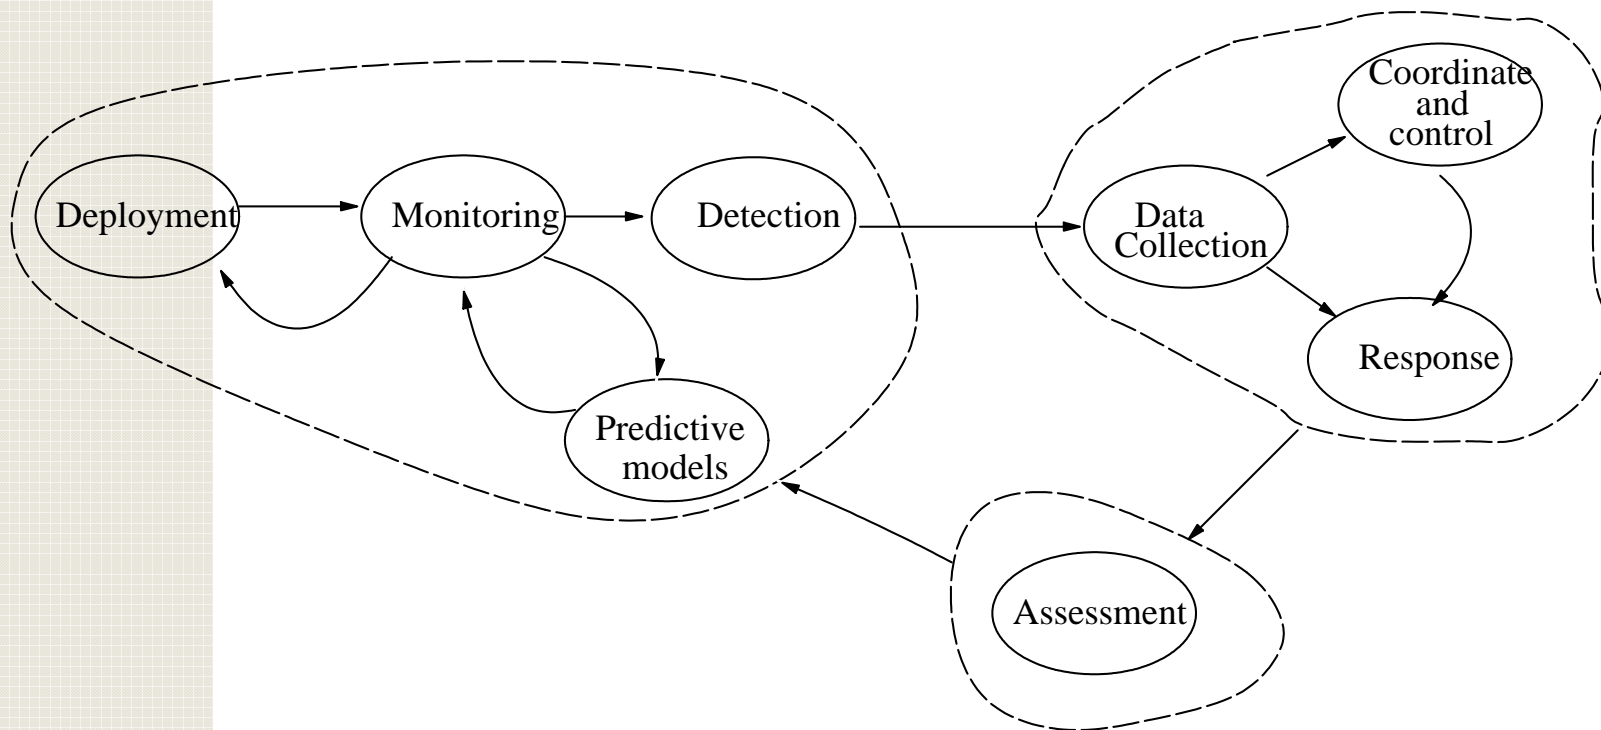 Coordinate
and
control
Deployment
Monitoring
Detection
Data
Collection
Response
Predictive
models
Assessment